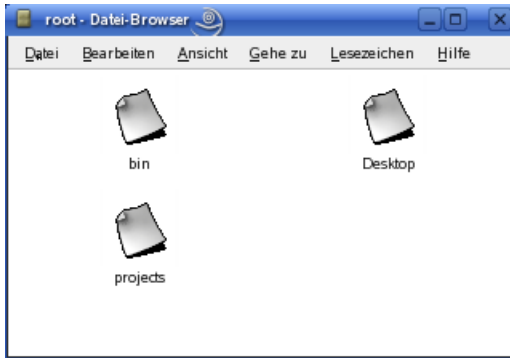 root - Datei-Browser
Datei Bearbeiten Ansicht Gehe zu Lesezeichen Hilfe
bin Desktop
projects